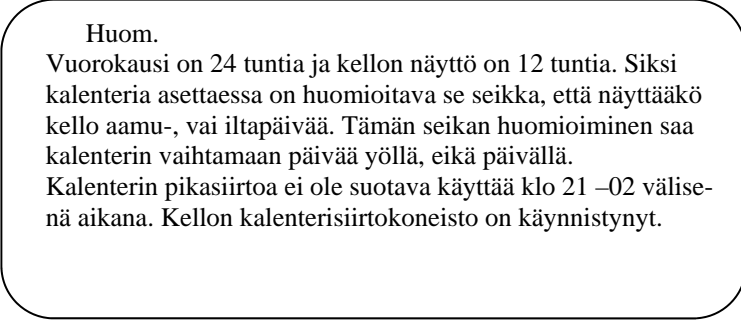 Huom.
Vuorokausi on 24 tuntia ja kellon näyttö on 12 tuntia. Siksi
kalenteria asettaessa on huomioitava se seikka, että näyttääkö
kello aamu-, vai iltapäivää. Tämän seikan huomioiminen saa
kalenterin vaihtamaan päivää yöllä, eikä päivällä.
Kalenterin pikasiirtoa ei ole suotava käyttää klo 21 –02 välise-
nä aikana. Kellon kalenterisiirtokoneisto on käynnistynyt.